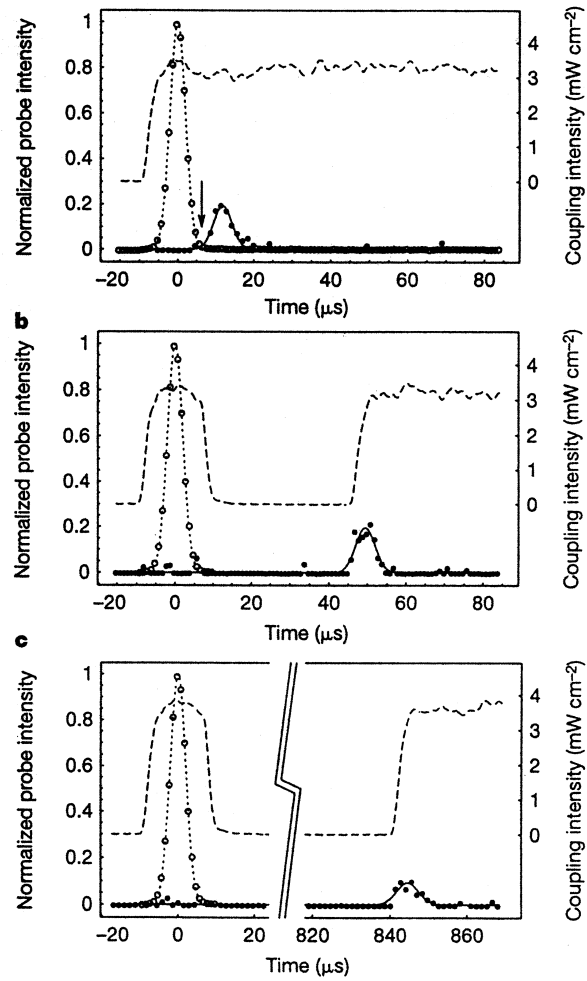 Normalized probe intensity
1
0.8
0.6
0.4
0.2
0
4
3
2
1
0
Coupling intensity (mW cm–2)
–20 0 20 40 60 80
Time (μs)
b
Normalized probe intensity
1
0.8
0.6
0.4
0.2
0
4
3
2
1
0
Coupling intensity (mW cm–2)
–20 0 20 40 60 80
Time (μs)
c
Normalized probe intensity
1
0.8
0.6
0.4
0.2
0
4
3
2
1
0
Coupling intensity (mW cm–2)
–20 0 20 820 840 860
Time (μs)